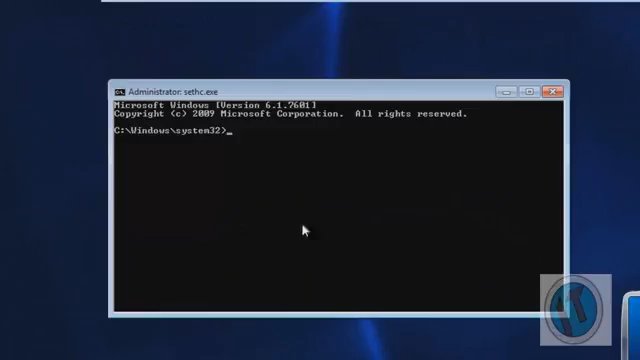 Administrator: sethc.exe
Microsoft Windows [Version 6.1.7601]
Copyright (c) 2009 Microsoft Corporation.  All rights reserved.
C:\Windows\system32>_